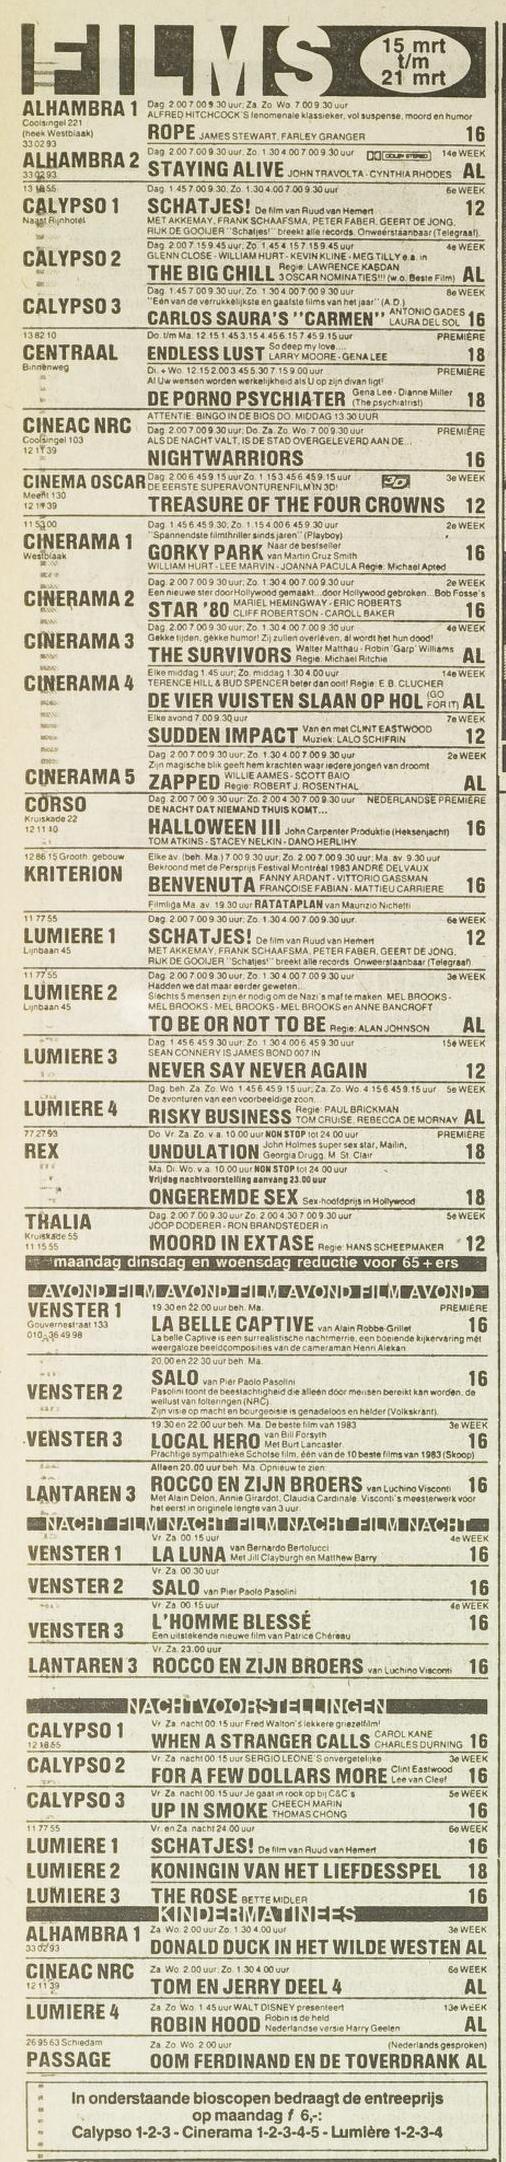 FILMS
15 mrt
t/m
21 mrt
ALHAMBRA 1
Coolsingel 221
(hoek Westblaak)
33 02 93
Dag. 2.00 7.00 9.30 uur; Za. Zo. Wo. 7.00 9.30 uur
ALFRED HITCHCOCK'S fenomenale klassieker, vol suspense, moord en humor
ROPE JAMES STEWART, FARLEY GRANGER 16
ALHAMBRA 2
33 02 93
Dag. 2.00 7.00 9.30 uur; Zo. 1.30 4.00 7.00 9.30 uur DOLBY STEREO 14e WEEK
STAYING ALIVE JOHN TRAVOLTA - CYNTHIA RHODES AL
13 18 55
CALYPSO 1
Naast Rijnhotel
Dag. 1.45 7.00 9.30; Zo. 1.30 4.00 7.00 9.30 uur 6e WEEK
SCHATJES! De film van Ruud van Hemert 12
MET AKKEMAY, FRANK SCHAAFSMA, PETER FABER, GEERT DE JONG,
RIJK DE GOOIJER "Schatjes!" breekt alle records. Onweerstaanbaar (Telegraaf).
CALYPSO 2
Dag. 2.00 7.15 9.45 uur; Zo. 1.45 4.15 7.15 9.45 uur 4e WEEK
GLENN CLOSE - WILLIAM HURT - KEVIN KLINE - MEG TILLY e.a. in
THE BIG CHILL Regie: LAWRENCE KASDAN
3 OSCAR NOMINATIES!!! (w.o. Beste Film) AL
CALYPSO 3
Dag. 1.45 7.00 9.30 uur; Zo. 1.30 4.00 7.00 9.30 uur 8e WEEK
"Eén van de verrukkelijkste en gaafste films van het jaar" (A.D.)
CARLOS SAURA'S "CARMEN" ANTONIO GADES
LAURA DEL SOL 16
13 82 10
CENTRAAL
Binnenweg
Do. t/m Ma. 12.15 1.45 3.15 4.45 6.15 7.45 9.15 uur PREMIÈRE
ENDLESS LUST So deep my love....
LARRY MOORE - GENA LEE 18
Di. + Wo. 12.15 2.00 3.45 5.30 7.15 9.00 uur PREMIÈRE
Al Uw wensen worden werkelijkheid als U op zijn divan ligt!
DE PORNO PSYCHIATER Gena Lee - Dianne Miller
(The psychiatrist) 18
ATTENTIE: BINGO IN DE BIOS DO. MIDDAG 13.30 UUR
CINEAC NRC
Coolsingel 103
12 11 39
Dag. 2.00 7.00 9.30 uur; Do. Za. Zo. Wo. 7.00 9.30 uur PREMIÈRE
ALS DE NACHT VALT, IS DE STAD OVERGELEVERD AAN DE...
NIGHTWARRIORS 16
CINEMA OSCAR
Meent 130
12 19 39
Dag. 2.00 6.45 9.15 uur Zo. 1.15 3.45 6.45 9.15 uur 3D 3e WEEK
DE EERSTE SUPERAVONTURENFILM IN 3D!
TREASURE OF THE FOUR CROWNS 12
11 53 00
CINERAMA 1
Westblaak
Dag. 1.45 6.45 9.30; Zo. 1.15 4.00 6.45 9.30 uur 2e WEEK
"Spannendste filmthriller sinds jaren" (Playboy)
GORKY PARK Naar de bestseller
van Martin Cruz Smith 16
WILLIAM HURT - LEE MARVIN - JOANNA PACULA Regie: Michael Apted
CINERAMA 2
Dag. 2.00 7.00 9.30 uur; Zo. 1.30 4.00 7.00 9.30 uur 2e WEEK
Een nieuwe ster door Hollywood gemaakt...door Hollywood gebroken...Bob Fosse's
STAR '80 MARIEL HEMINGWAY - ERIC ROBERTS
CLIFF ROBERTSON - CAROLL BAKER 16
CINERAMA 3
Dag. 2.00 7.00 9.30 uur; Zo. 1.30 4.00 7.00 9.30 uur 4e WEEK
Gekke tijden, gekke humor! Zij zullen overleven, al wordt het hun dood!
THE SURVIVORS Walter Matthau - Robin 'Garp' Williams
Regie: Michael Ritchie AL
CINERAMA 4
Elke middag 1.45 uur; Zo. middag 1.30 4.00 uur 14e WEEK
TERENCE HILL & BUD SPENCER beter dan ooit! Regie: E.B. CLUCHER
DE VIER VUISTEN SLAAN OP HOL (GO
FOR IT) AL
Elke avond 7.00 9.30 uur 7e WEEK
SUDDEN IMPACT Van en met CLINT EASTWOOD
Muziek: LALO SCHIFRIN 12
CINERAMA 5
Dag. 2.00 7.00 9.30 uur; Zo. 1.30 4.00 7.00 9.30 uur 2e WEEK
Zijn magische blik geeft hem krachten waar iedere jongen van droomt
ZAPPED WILLIE AAMES - SCOTT BAIO
Regie: ROBERT J. ROSENTHAL AL
CORSO
Kruiskade 22
12 11 10
Dag. 2.00 7.00 9.30 uur; Zo. 2.00 4.30 7.00 9.30 uur NEDERLANDSE PREMIÈRE
DE NACHT DAT NIEMAND THUIS KOMT...
HALLOWEEN III John Carpenter Produktie (Heksenjacht) 16
TOM ATKINS - STACEY NELKIN - DANO HERLIHY
12 86 15 Grooth. gebouw
KRITERION
Elke av. (beh. Ma.) 7.00 9.30 uur; Zo. 2.00 7.00 9.30 uur; Ma. av. 9.30 uur
Bekroond met de Persprijs Festival Montréal 1983 ANDRÉ DELVAUX
BENVENUTA FANNY ARDANT - VITTORIO GASSMAN
FRANÇOISE FABIAN - MATTIEU CARRIÈRE 16
Filmliga Ma. av. 19.30 uur RATATAPLAN van Maurizio Nichetti
11 77 55
LUMIERE 1
Lijnbaan 45
Dag. 2.00 7.00 9.30 uur; Zo. 1.30 4.00 7.00 9.30 uur. 6e WEEK
SCHATJES! De film van Ruud van Hemert 12
MET AKKEMAY, FRANK SCHAAFSMA, PETER FABER, GEERT DE JONG,
RIJK DE GOOIJER "Schatjes!" breekt alle records. Onweerstaanbaar (Telegraaf).
11 77 55
LUMIERE 2
Lijnbaan 45
Dag. 2.00 7.00 9.30 uur; Zo. 1.30 4.00 7.00 9.30 uur 3e WEEK
Hadden we dat maar eerder geweten...
Slechts 5 mensen zijn er nodig om de Nazi's maf te maken. MEL BROOKS -
MEL BROOKS - MEL BROOKS - MEL BROOKS en ANNE BANCROFT
TO BE OR NOT TO BE Regie: ALAN JOHNSON AL
LUMIERE 3
Dag. 1.45 6.45 9.30 uur; Zo. 1.30 4.00 6.45 9.30 uur 15e WEEK
SEAN CONNERY IS JAMES BOND 007 IN
NEVER SAY NEVER AGAIN 12
LUMIERE 4
Dag. beh. Za. Zo. Wo. 1.45 6.45 9.15 uur; Za. Zo. Wo. 4.15 6.45 9.15 uur 5e WEEK
De avonturen van een voorbeeldige zoon...
RISKY BUSINESS Regie: PAUL BRICKMAN
TOM CRUISE, REBECCA DE MORNAY AL
77 27 93
REX
Do. Vr. Za. Zo. v.a. 10.00 uur NON STOP tot 24.00 uur PREMIÈRE
UNDULATION John Holmes super sex star, Mailin,
Georgia Drugg, M. St. Clair 18
Ma. Di. Wo. v.a. 10.00 uur NON STOP tot 24.00 uur
Vrijdag nachtvoorstelling aanvang 23.00 uur
ONGEREMDE SEX Sex-hoofdprijs in Hollywood 18
THALIA
Kruiskade 55
11 15 55
Dag. 2.00 7.00 9.30 uur Zo. 2.00 4.30 7.00 9.30 uur 5e WEEK
JOOP DODERER - RON BRANDSTEDER in
MOORD IN EXTASE Regie: HANS SCHEEPMAKER 12
maandag dinsdag en woensdag reductie voor 65+ers
AVOND FILM AVOND FILM AVOND FILM AVOND
VENSTER 1
Gouvernestraat 133
010-36 49 98
19.30 en 22.00 uur beh. Ma. PREMIÈRE
LA BELLE CAPTIVE van Alain Robbe-Grillet 16
La belle Captive is een surrealistische nachtmerrie, een boeiende kijkervaring mét
weergaloze beeldcomposities van de cameraman Henri Alekan
VENSTER 2
20.00 en 22.30 uur beh. Ma.
SALO van Pier Paolo Pasolini 16
Pasolini toont de beestachtigheid die alleen door mensen bereikt kan worden, de
wellust van folteringen (NRC).
Zijn visie op macht en bourgeoisie is genadeloos en helder (Volkskrant).
VENSTER 3
19.30 en 22.00 uur beh. Ma. De beste film van 1983 3e WEEK
LOCAL HERO van Bill Forsyth
Met Burt Lancaster 16
Prachtige sympathieke Schotse film, één van de 10 beste films van 1983 (Skoop)
LANTAREN 3
Alleen 20.00 uur beh. Ma. Opnieuw te zien:
ROCCO EN ZIJN BROERS van Luchino Visconti 16
Met Alain Delon, Annie Girardot, Claudia Cardinale. Visconti's meesterwerk voor
het eerst in originele lengte van 3 uur.
NACHT FILM NACHT FILM NACHT FILM NACHT
VENSTER 1
Vr. Za. 00.15 uur 4e WEEK
LA LUNA van Bernardo Bertolucci
Met Jill Clayburgh en Matthew Barry 16
VENSTER 2
Vr. Za. 00.30 uur
SALO van Pier Paolo Pasolini 16
VENSTER 3
Vr. Za. 00.15 uur 4e WEEK
L'HOMME BLESSÉ 16
Een uitstekende nieuwe film van Patrice Chéreau
LANTAREN 3
Vr. Za. 23.00 uur
ROCCO EN ZIJN BROERS van Luchino Visconti 16
NACHTVOORSTELLINGEN
CALYPSO 1
12 18 55
Vr. Za. nacht 00.15 uur Fred Walton's lekkere griezelfilm!
WHEN A STRANGER CALLS CAROL KANE
CHARLES DURNING 16
CALYPSO 2
Vr. Za. nacht 00.15 uur SERGIO LEONE'S onvergetelijke 3e WEEK
FOR A FEW DOLLARS MORE Clint Eastwood
Lee van Cleef 16
CALYPSO 3
Vr. Za. nacht 00.15 uur Je gaat in rook op bij C&C's 5e WEEK
UP IN SMOKE CHEECH MARIN
THOMAS CHONG 16
11 77 55
LUMIERE 1
Vr. en Za. nacht 24.00 uur 6e WEEK
SCHATJES! De film van Ruud van Hemert 16
LUMIERE 2
KONINGIN VAN HET LIEFDESSPEL 18
LUMIERE 3
THE ROSE BETTE MIDLER 16
KINDERMATINEES
ALHAMBRA 1
33 02 93
Za. Wo. 2.00 uur Zo. 1.30 4.00 uur 3e WEEK
DONALD DUCK IN HET WILDE WESTEN AL
CINEAC NRC
12 11 39
Za. Wo. 2.00 uur; Zo. 1.30 4.00 uur 6e WEEK
TOM EN JERRY DEEL 4 AL
LUMIERE 4
Za. Zo. Wo. 1.45 uur WALT DISNEY presenteert 13e WEEK
ROBIN HOOD Robin is de held
Nederlandse versie Harry Geelen AL
26 95 63 Schiedam
PASSAGE
Za. Zo. Wo. 2.00 uur (Nederlands gesproken)
OOM FERDINAND EN DE TOVERDRANK AL
In onderstaande bioscopen bedraagt de entreeprijs
op maandag f 6,-:
Calypso 1-2-3 - Cinerama 1-2-3-4-5 - Lumière 1-2-3-4